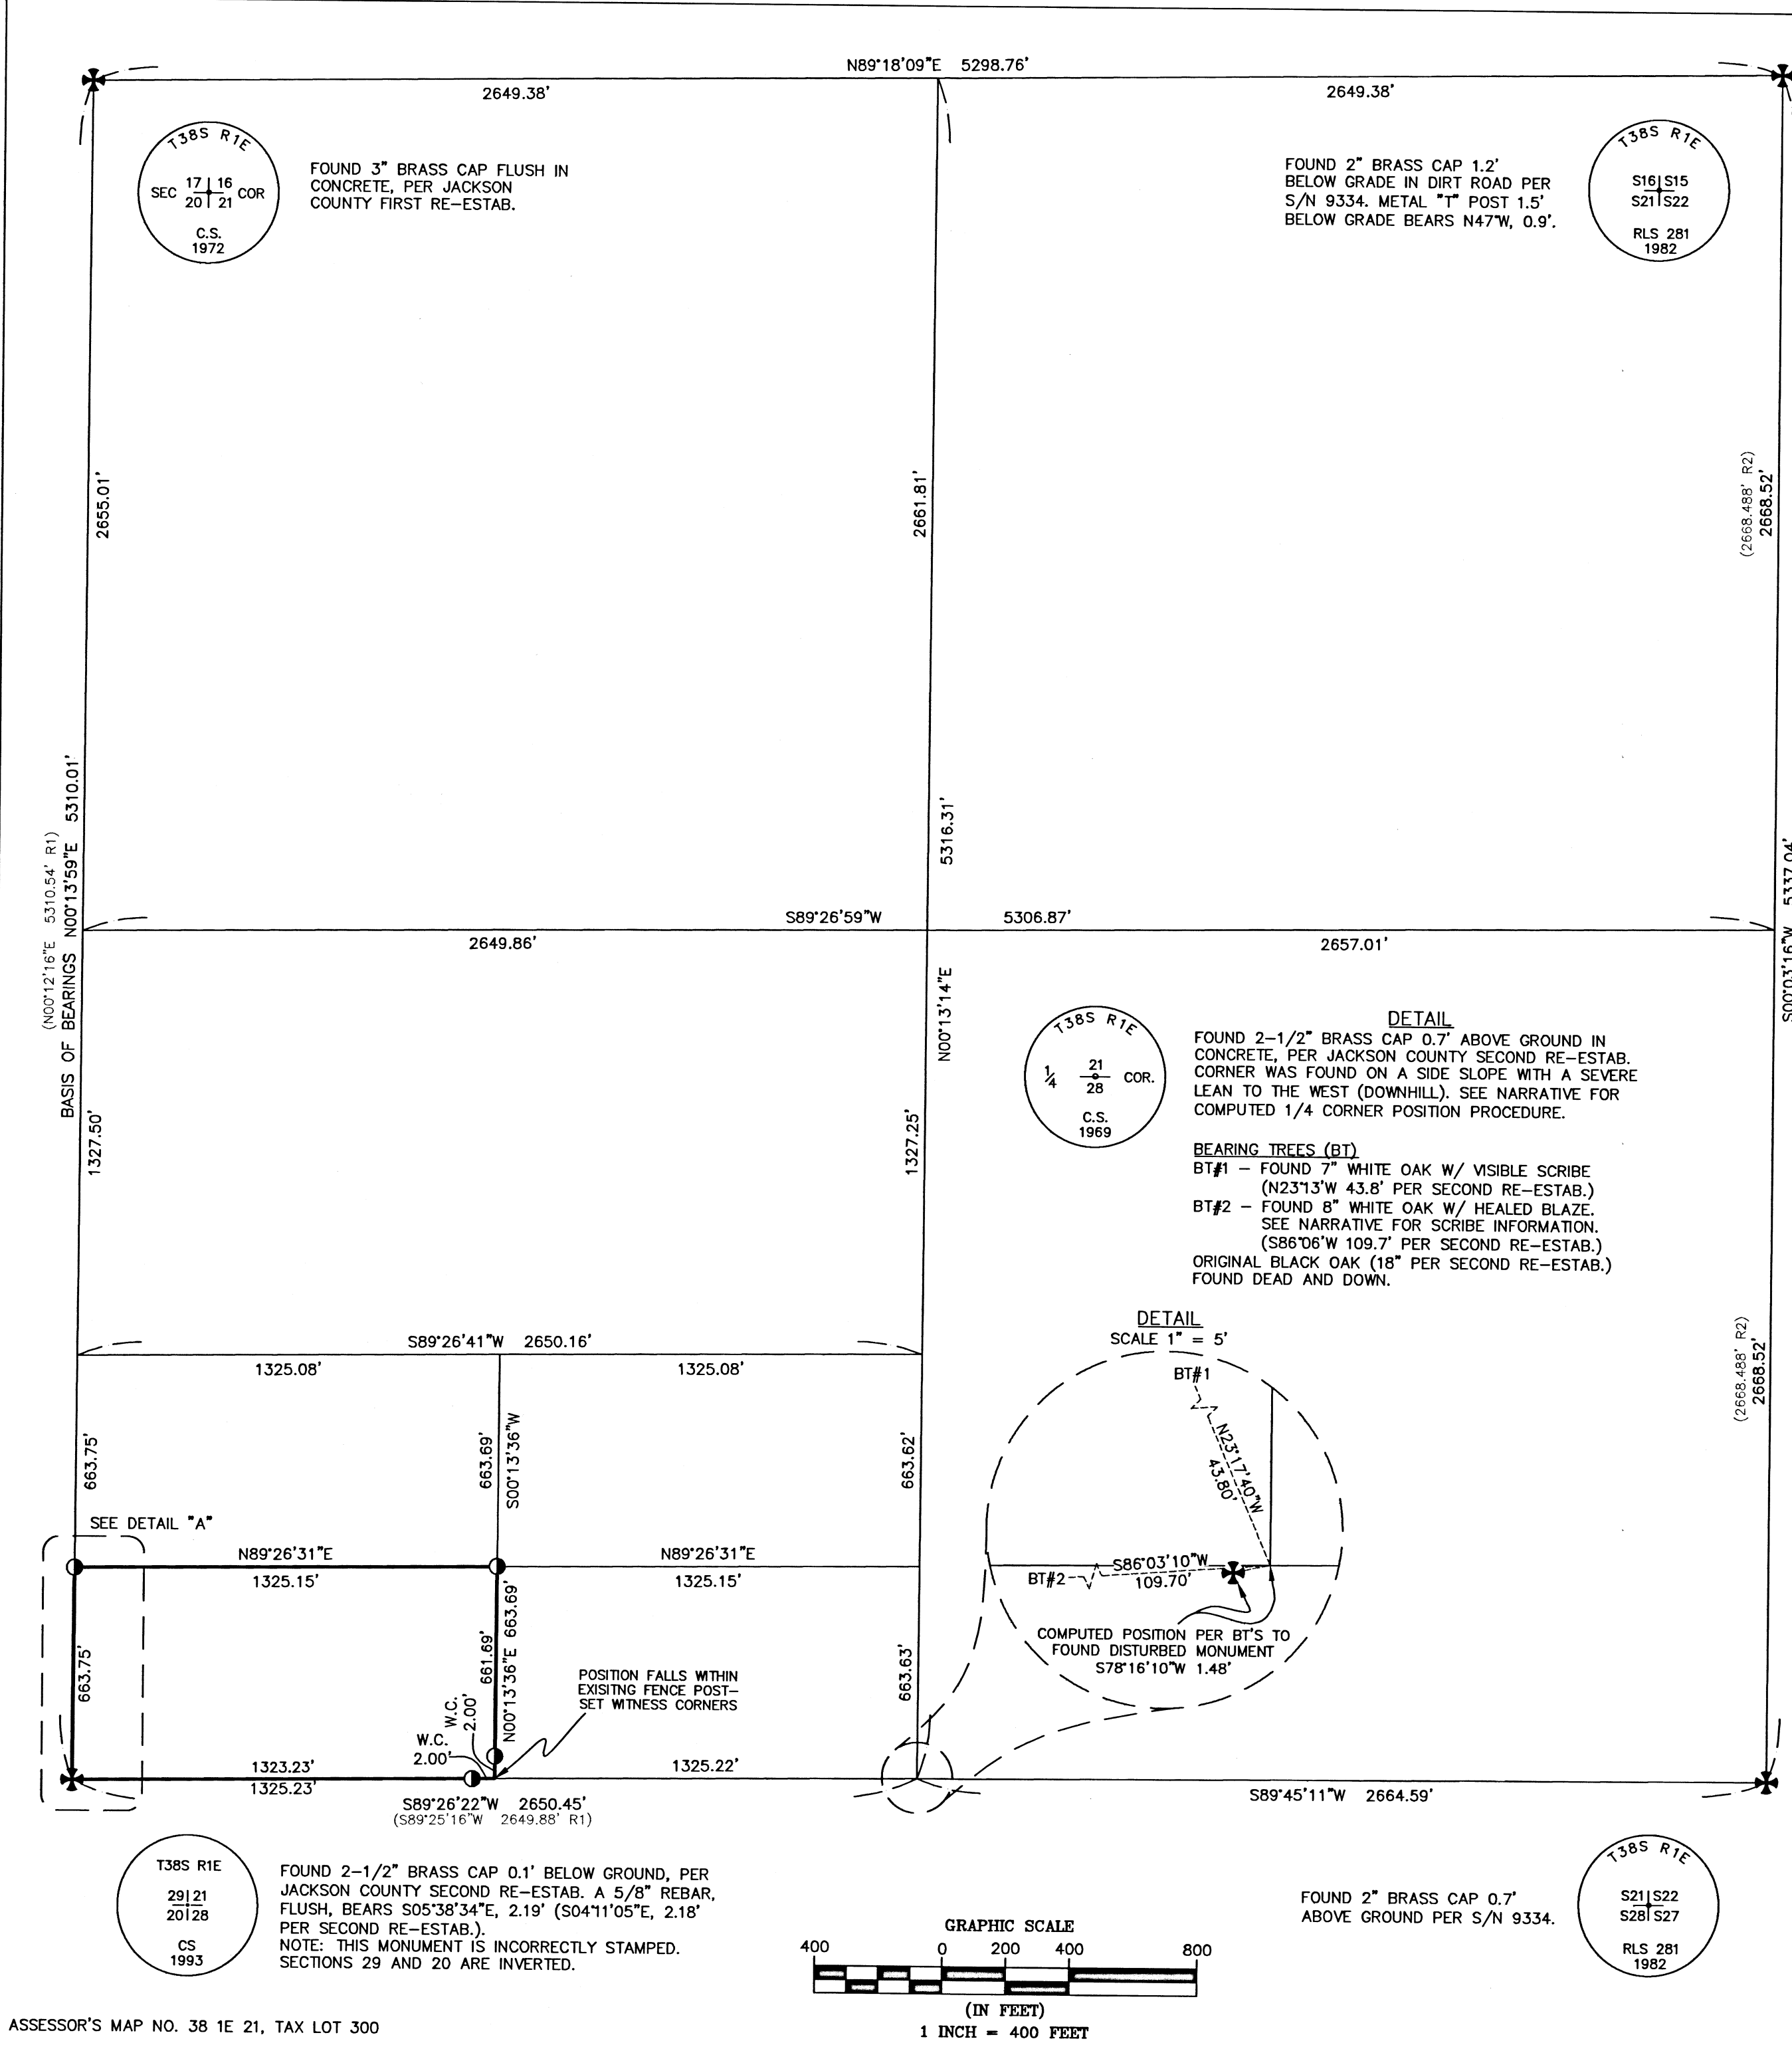 N89°18'09"E 5298.76'
2649.38'
2649.38'
T38S R1E
SEC 17 | 16 COR
20 | 21
C.S.
1972
FOUND 3" BRASS CAP FLUSH IN
CONCRETE, PER JACKSON
COUNTY FIRST RE-ESTAB.
FOUND 2" BRASS CAP 1.2'
BELOW GRADE IN DIRT ROAD PER
S/N 9334. METAL "T" POST 1.5'
BELOW GRADE BEARS N47°W, 0.9'.
T38S R1E
S16 | S15
S21 | S22
RLS 281
1982
2655.01'
2661.81'
(2668.488' R2)
2668.52'
(N00°12'16"E 5310.54' R1)
BASIS OF BEARINGS N00°13'59"E 5310.01'
5316.31'
S00°03'16"W 5337.04'
S89°26'59"W 5306.87'
2649.86'
2657.01'
N00°13'14"E
1327.50'
1327.25'
T38S R1E
1/4 21 COR.
28
C.S.
1969
DETAIL
FOUND 2-1/2" BRASS CAP 0.7' ABOVE GROUND IN
CONCRETE, PER JACKSON COUNTY SECOND RE-ESTAB.
CORNER WAS FOUND ON A SIDE SLOPE WITH A SEVERE
LEAN TO THE WEST (DOWNHILL). SEE NARRATIVE FOR
COMPUTED 1/4 CORNER POSITION PROCEDURE.
BEARING TREES (BT)
BT#1 - FOUND 7" WHITE OAK W/ VISIBLE SCRIBE
(N23°13'W 43.8' PER SECOND RE-ESTAB.)
BT#2 - FOUND 8" WHITE OAK W/ HEALED BLAZE.
SEE NARRATIVE FOR SCRIBE INFORMATION.
(S86°06'W 109.7' PER SECOND RE-ESTAB.)
ORIGINAL BLACK OAK (18" PER SECOND RE-ESTAB.)
FOUND DEAD AND DOWN.
DETAIL
SCALE 1" = 5'
BT#1
N23°17'40"W
43.80'
S86°03'10"W
109.70'
BT#2
COMPUTED POSITION PER BT'S TO
FOUND DISTURBED MONUMENT
S78°16'10"W 1.48'
(2668.488' R2)
2668.52'
S89°26'41"W 2650.16'
1325.08'
1325.08'
663.75'
663.69'
S00°13'36"W
663.62'
SEE DETAIL "A"
N89°26'31"E
1325.15'
N89°26'31"E
1325.15'
663.75'
661.69'
N00°13'36"E 663.69'
663.63'
W.C.
2.00'
W.C.
2.00'
POSITION FALLS WITHIN
EXISITNG FENCE POST-
SET WITNESS CORNERS
1323.23'
1325.23'
1325.22'
S89°26'22"W 2650.45'
(S89°25'16"W 2649.88' R1)
S89°45'11"W 2664.59'
T38S R1E
29 | 21
20 | 28
CS
1993
FOUND 2-1/2" BRASS CAP 0.1' BELOW GROUND, PER
JACKSON COUNTY SECOND RE-ESTAB. A 5/8" REBAR,
FLUSH, BEARS S05°38'34"E, 2.19' (S04°11'05"E, 2.18'
PER SECOND RE-ESTAB.).
NOTE: THIS MONUMENT IS INCORRECTLY STAMPED.
SECTIONS 29 AND 20 ARE INVERTED.
FOUND 2" BRASS CAP 0.7'
ABOVE GROUND PER S/N 9334.
T38S R1E
S21 | S22
S28 | S27
RLS 281
1982
GRAPHIC SCALE
400 0 200 400 800
(IN FEET)
1 INCH = 400 FEET
ASSESSOR'S MAP NO. 38 1E 21, TAX LOT 300